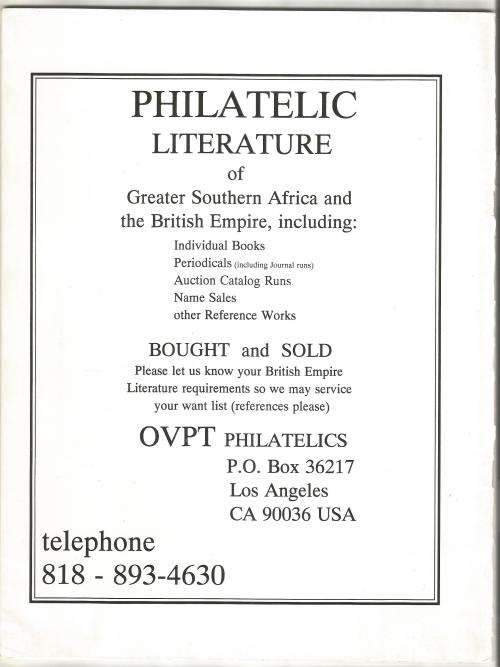 PHILATELIC
LITERATURE
of
Greater Southern Africa and
the British Empire, including:
Individual Books
Periodicals (including Journal runs)
Auction Catalog Runs
Name Sales
other Reference Works
BOUGHT and SOLD
Please let us know your British Empire
Literature requirements so we may service
your want list (references please)
OVPT PHILATELICS
P.O. Box 36217
Los Angeles
CA 90036 USA
telephone
818 - 893-4630